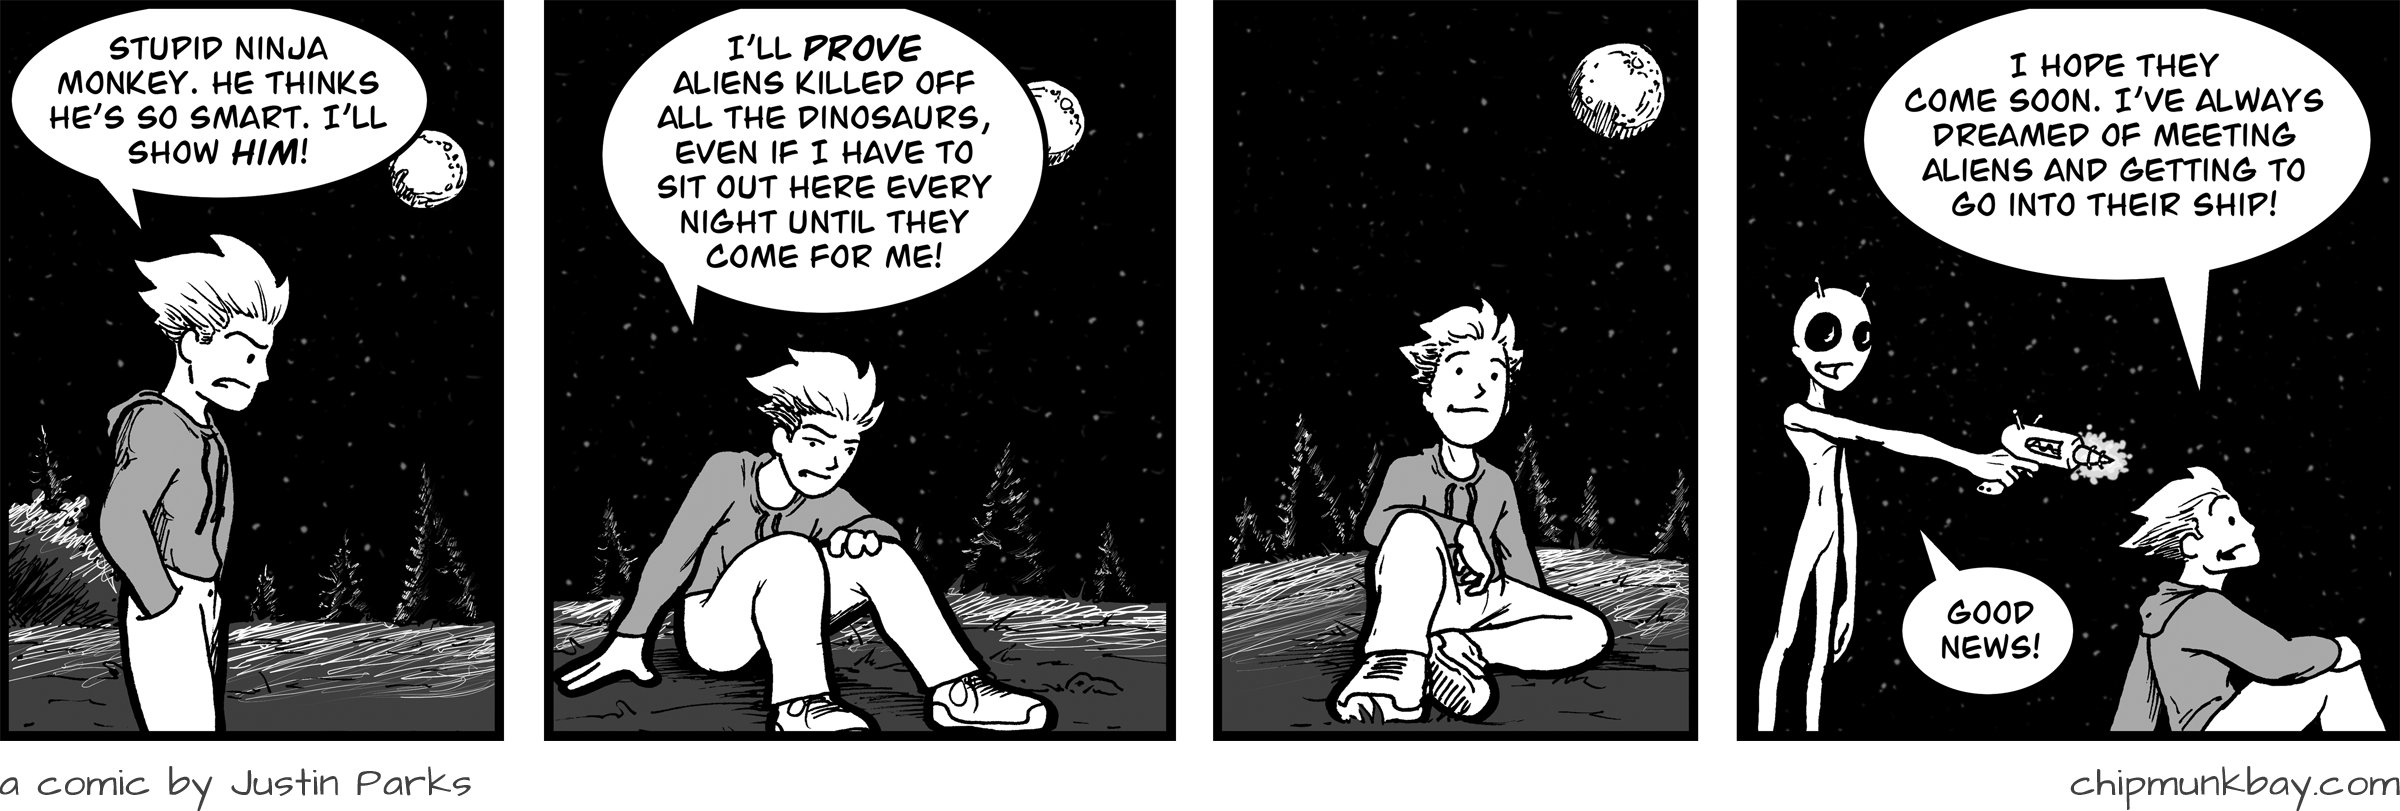 STUPID NINJA
MONKEY. HE THINKS
HE'S SO SMART. I'LL
SHOW HIM!
I'LL PROVE
ALIENS KILLED OFF
ALL THE DINOSAURS,
EVEN IF I HAVE TO
SIT OUT HERE EVERY
NIGHT UNTIL THEY
COME FOR ME!
I HOPE THEY
COME SOON. I'VE ALWAYS
DREAMED OF MEETING
ALIENS AND GETTING TO
GO INTO THEIR SHIP!
GOOD
NEWS!
a comic by Justin Parks
chipmunkbay.com